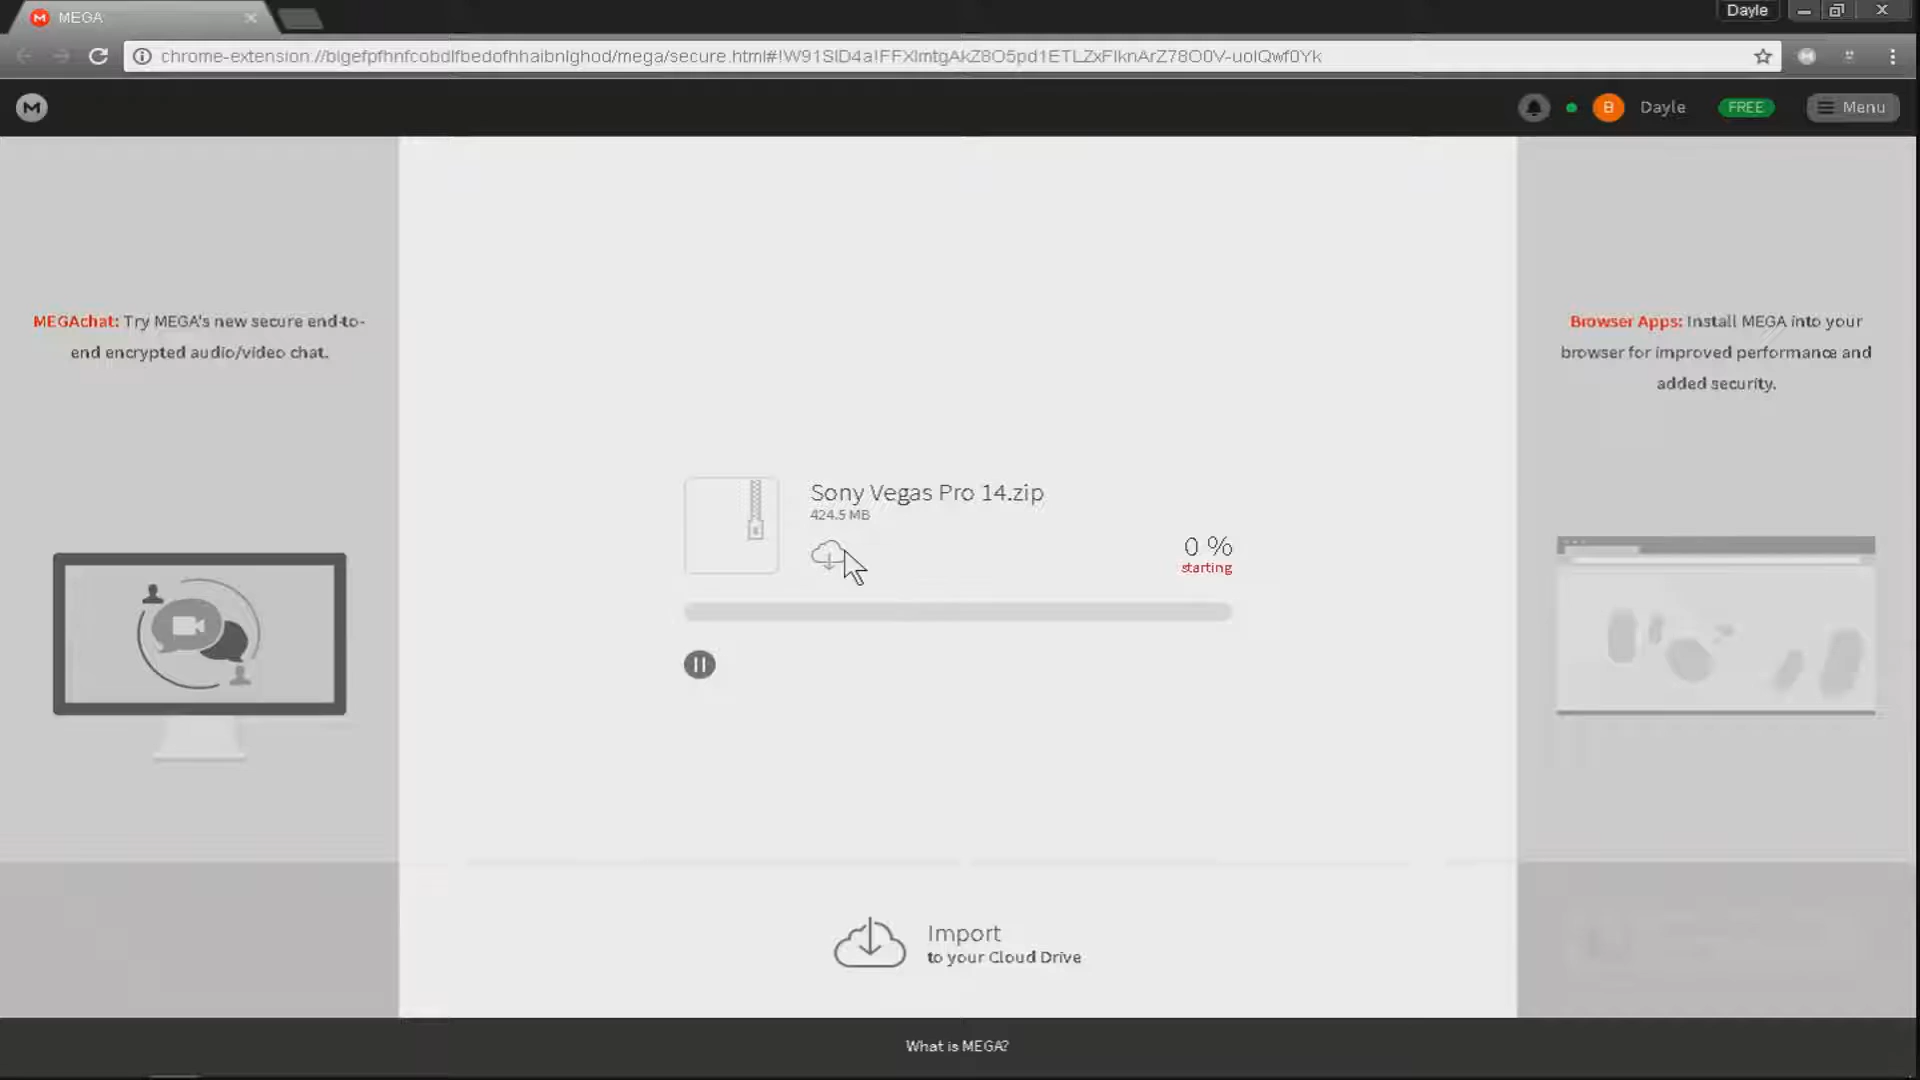 MEGA
Dayle
chrome-extension://bigefpfhnfcobdlfbedofhhaibnlghod/mega/secure.html#!W91SlD4a!FFXlmtgAkZ8O5pd1ETLZxFlknArZ78O0V-uolQwf0Yk
B Dayle FREE Menu
MEGAchat: Try MEGA's new secure end-to-
end encrypted audio/video chat.
Browser Apps: Install MEGA into your
browser for improved performance and
added security.
Sony Vegas Pro 14.zip
424.5 MB
0 %
starting
Import
to your Cloud Drive
What is MEGA?